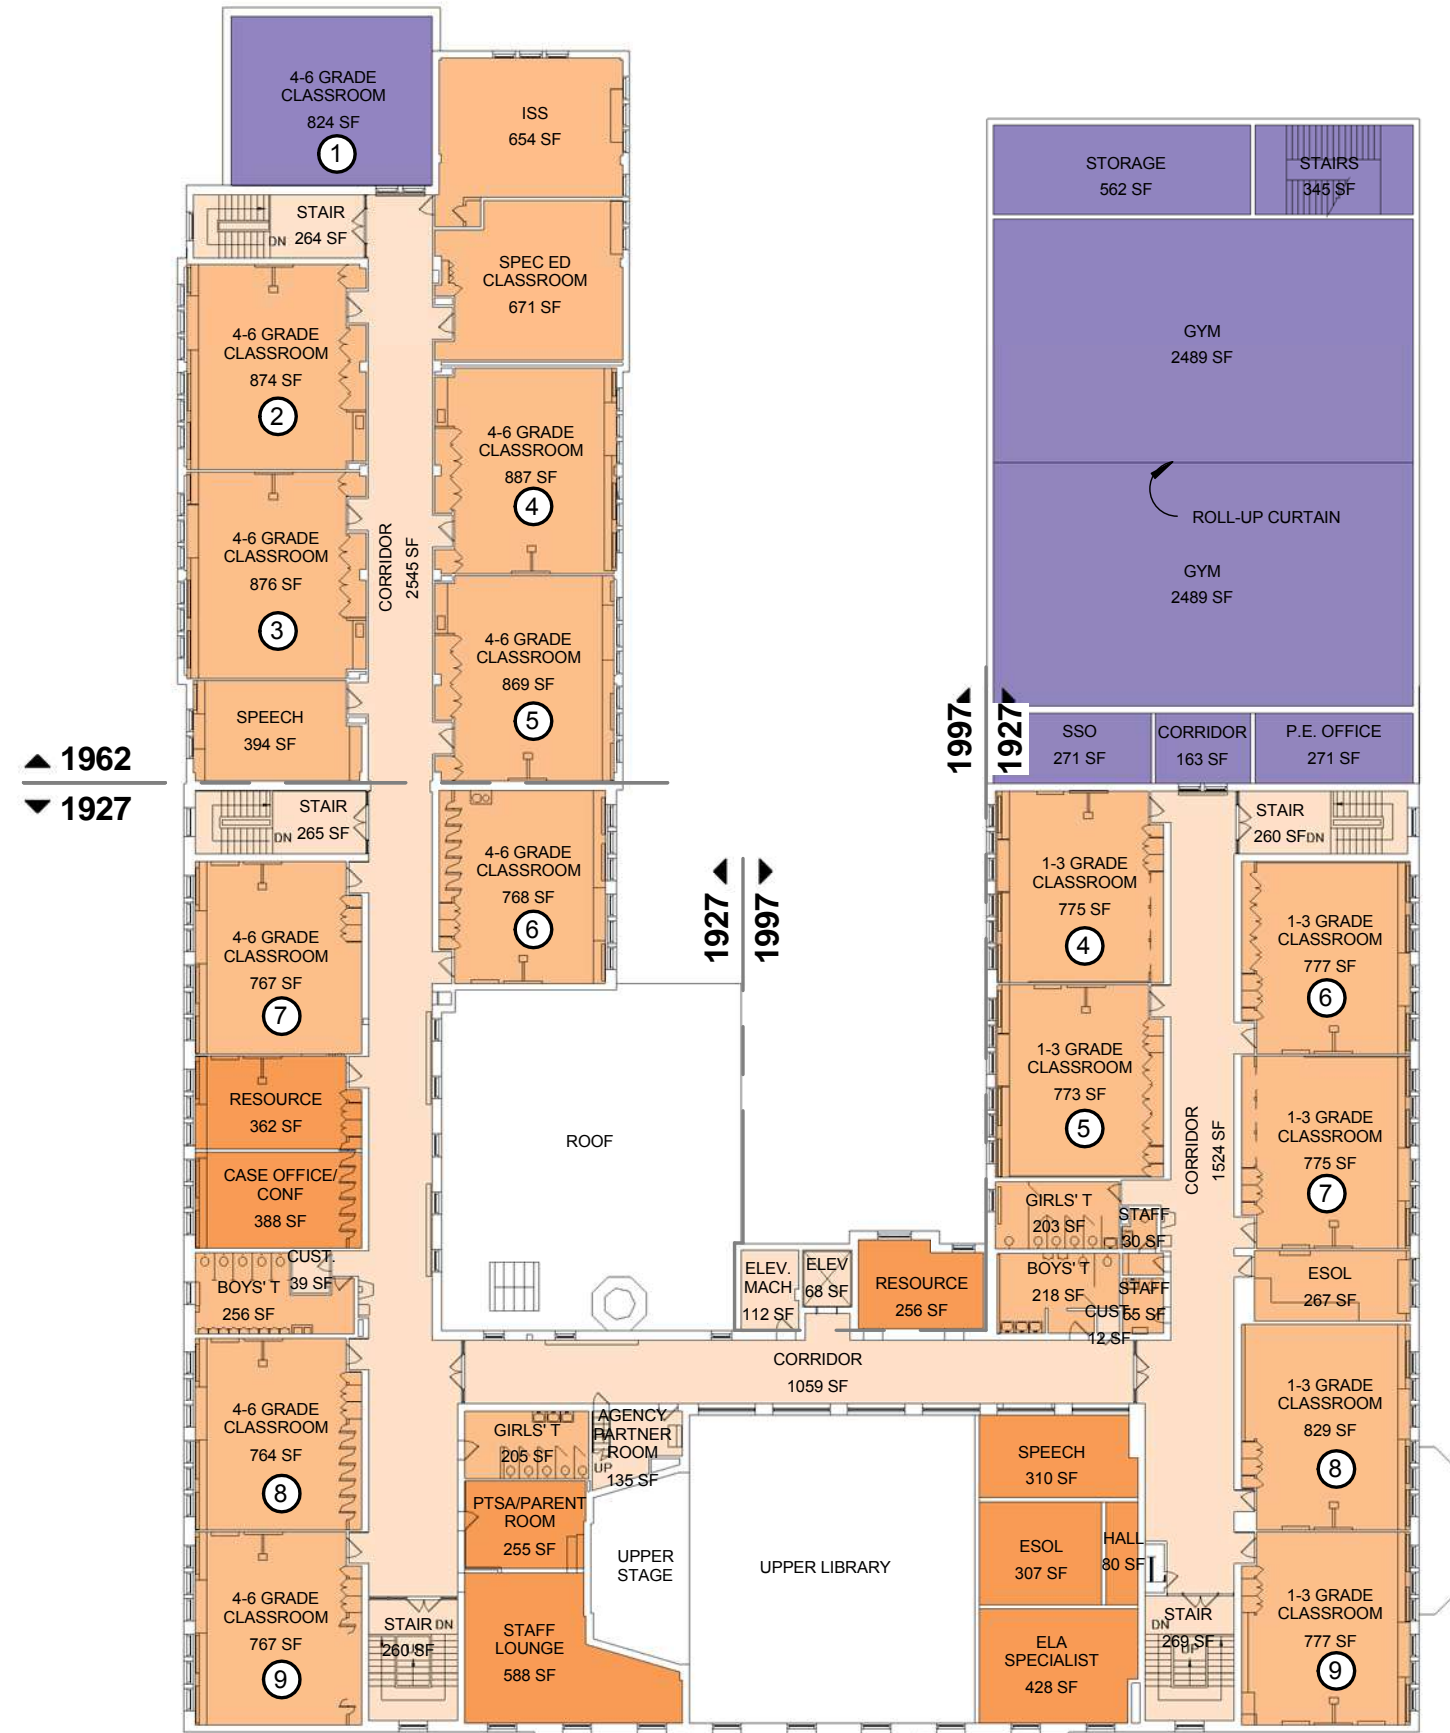 4-6 GRADE
CLASSROOM
824 SF
1
ISS
654 SF
STORAGE
562 SF
STAIRS
345 SF
STAIR
DN 264 SF
SPEC ED
CLASSROOM
671 SF
4-6 GRADE
CLASSROOM
874 SF
2
GYM
2489 SF
4-6 GRADE
CLASSROOM
887 SF
4
ROLL-UP CURTAIN
4-6 GRADE
CLASSROOM
876 SF
3
CORRIDOR
2545 SF
GYM
2489 SF
4-6 GRADE
CLASSROOM
869 SF
5
SPEECH
394 SF
1997
1927
SSO
271 SF
CORRIDOR
163 SF
P.E. OFFICE
271 SF
1962
1927
STAIR
DN 265 SF
STAIR
260 SF DN
4-6 GRADE
CLASSROOM
768 SF
6
1927
1997
1-3 GRADE
CLASSROOM
775 SF
4
4-6 GRADE
CLASSROOM
767 SF
7
1-3 GRADE
CLASSROOM
777 SF
6
1-3 GRADE
CLASSROOM
773 SF
5
RESOURCE
362 SF
ROOF
CORRIDOR
1524 SF
1-3 GRADE
CLASSROOM
775 SF
7
CASE OFFICE/
CONF
388 SF
GIRLS' T
203 SF
STAFF
30 SF
CUST.
39 SF
BOYS' T
256 SF
ELEV.
MACH
112 SF
ELEV
68 SF
RESOURCE
256 SF
BOYS' T
218 SF
STAFF
55 SF
CUST
12 SF
ESOL
267 SF
CORRIDOR
1059 SF
4-6 GRADE
CLASSROOM
764 SF
8
GIRLS' T
205 SF
AGENCY
PARTNER
ROOM
135 SF
UP
SPEECH
310 SF
1-3 GRADE
CLASSROOM
829 SF
8
PTSA/PARENT
ROOM
255 SF
UPPER
STAGE
UPPER LIBRARY
ESOL
307 SF
HALL
80 SF
L
4-6 GRADE
CLASSROOM
767 SF
9
STAIR DN
260 SF
UP
STAFF
LOUNGE
588 SF
ELA
SPECIALIST
428 SF
STAIR
DN
269 SF
UP
1-3 GRADE
CLASSROOM
777 SF
9